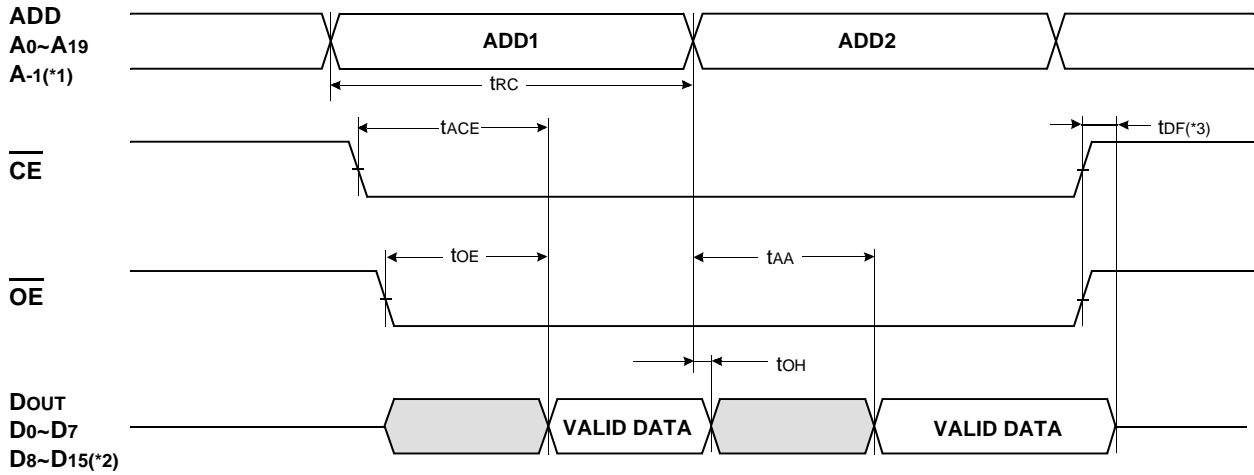 ADD
A0~A19
A-1(*1)
ADD1
ADD2
tRC
tACE
tDF(*3)
CE
tOE
tAA
OE
tOH
DOUT
D0~D7
D8~D15(*2)
VALID DATA
VALID DATA